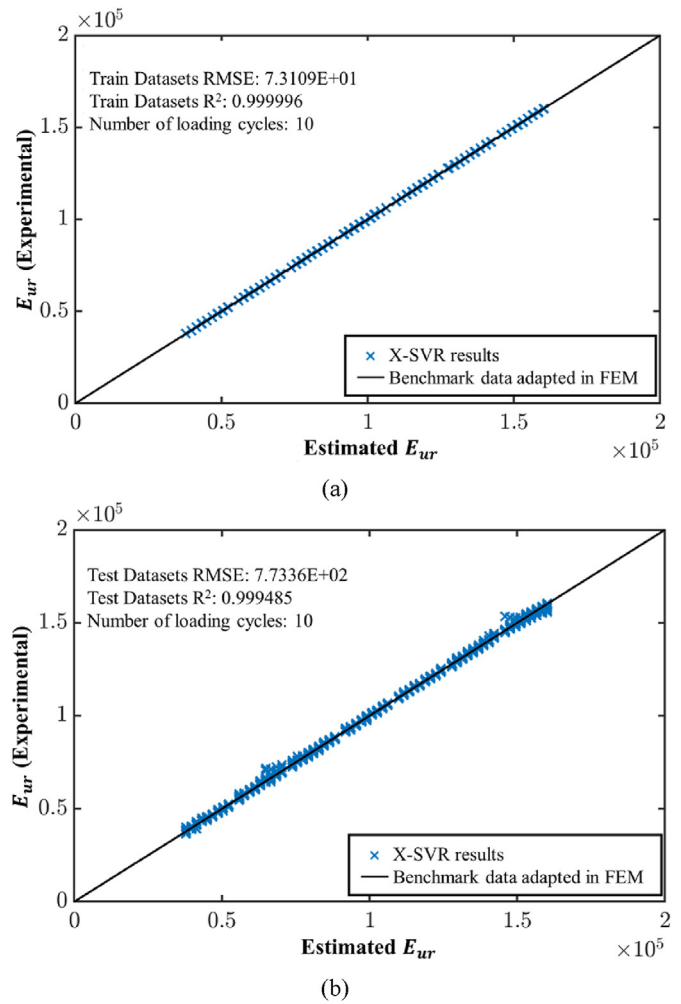 ×10⁵
2
Train Datasets RMSE: 7.3109E+01
Train Datasets R²: 0.999996
Number of loading cycles: 10
1.5
1
E_ur (Experimental)
0.5
X-SVR results
Benchmark data adapted in FEM
0
0 0.5 1 1.5 2
Estimated E_ur ×10⁵
(a)
×10⁵
2
Test Datasets RMSE: 7.7336E+02
Test Datasets R²: 0.999485
Number of loading cycles: 10
1.5
1
E_ur (Experimental)
0.5
X-SVR results
Benchmark data adapted in FEM
0
0 0.5 1 1.5 2
Estimated E_ur ×10⁵
(b)